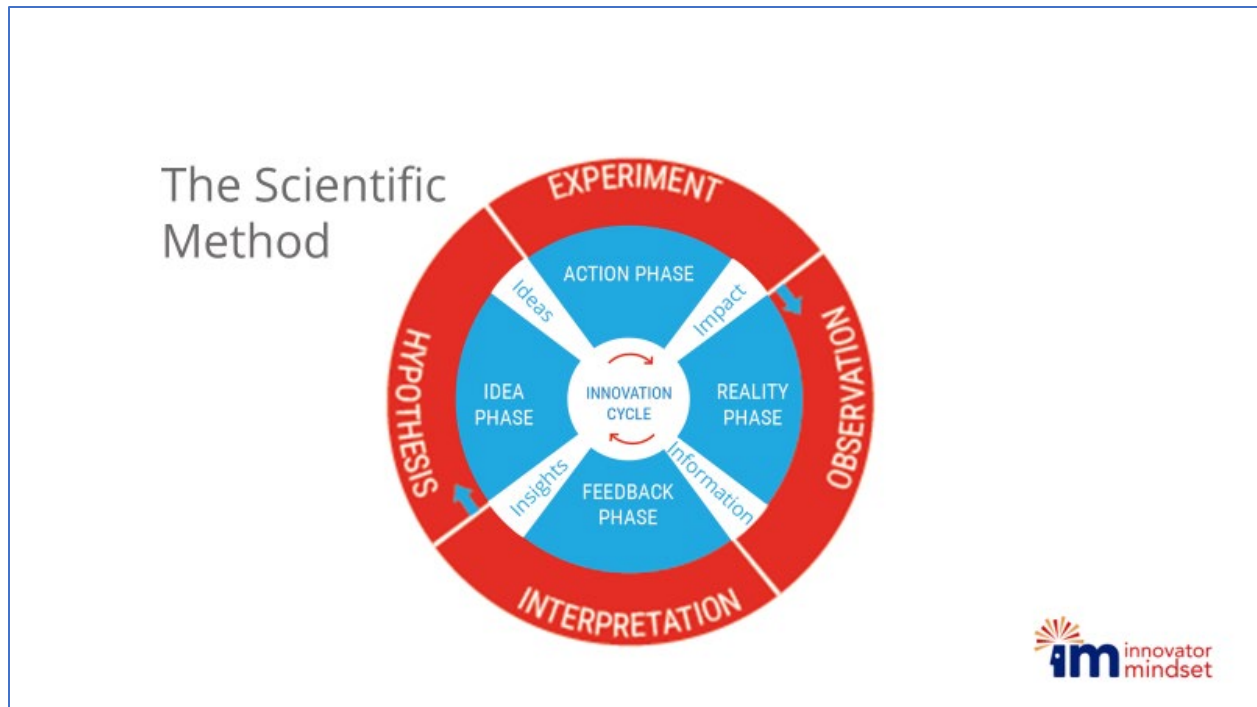 The Scientific
Method
EXPERIMENT
ACTION PHASE
Ideas
Impact
HYPOTHESIS
IDEA
PHASE
INNOVATION
CYCLE
REALITY
PHASE
OBSERVATION
Insights
FEEDBACK
PHASE
Information
INTERPRETATION
im innovator
mindset